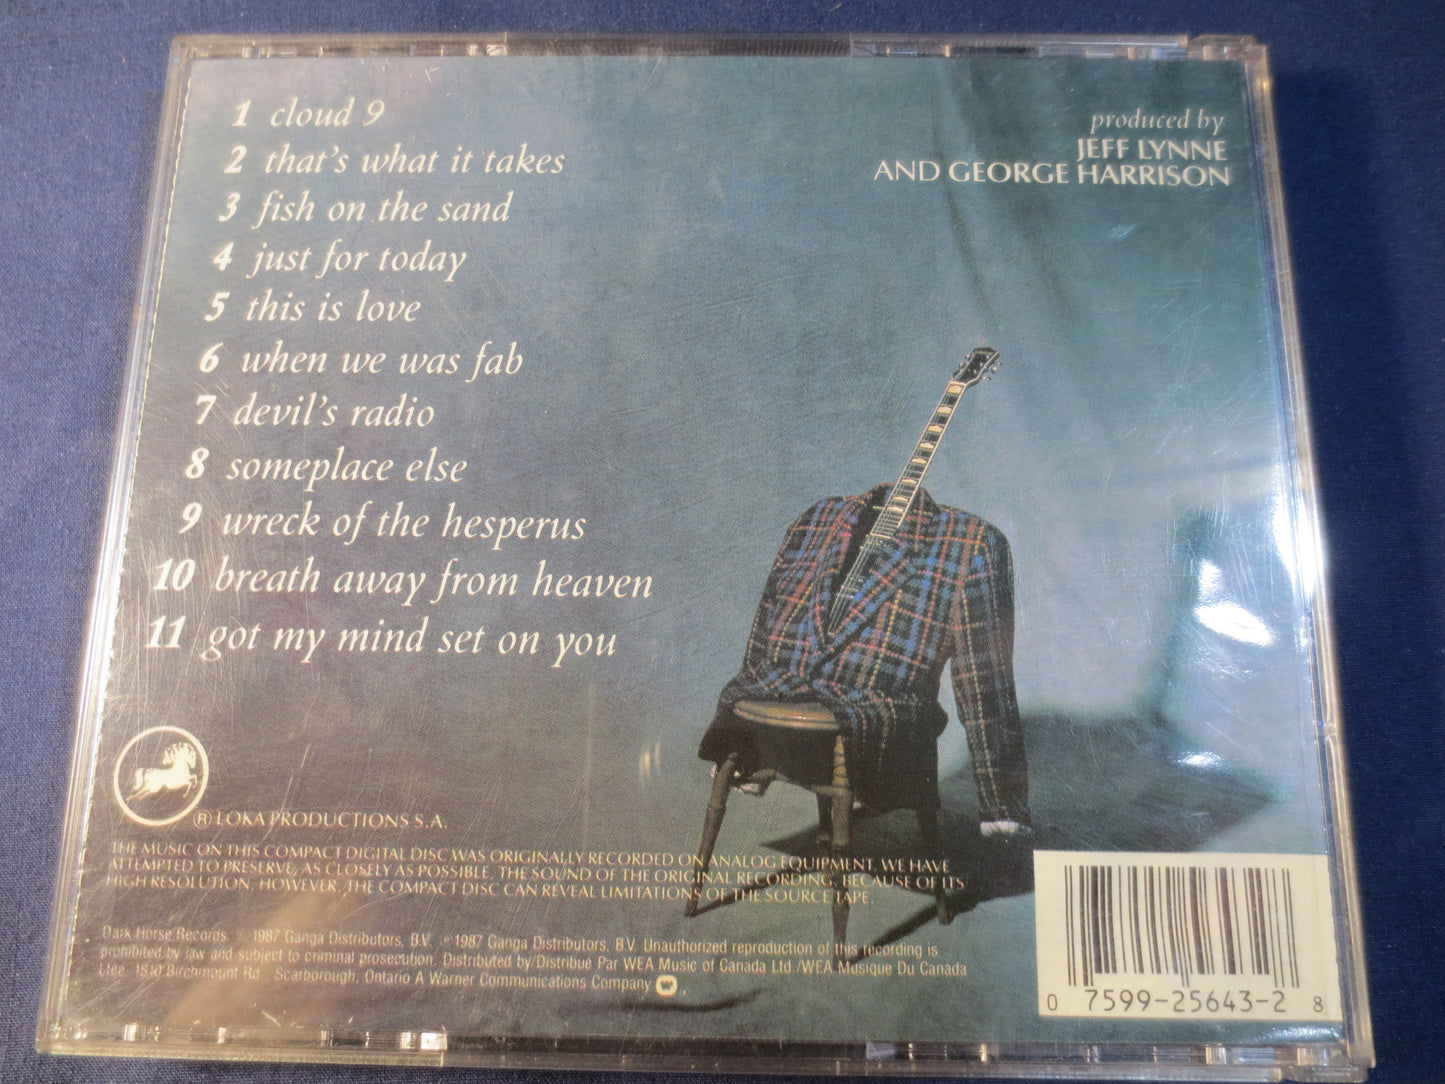 1 cloud 9
2 that's what it takes
3 fish on the sand
4 just for today
5 this is love
6 when we was fab
7 devil's radio
8 someplace else
9 wreck of the hesperus
10 breath away from heaven
11 got my mind set on you
produced by
JEFF LYNNE
AND GEORGE HARRISON
® LOKA PRODUCTIONS S.A.
THE MUSIC ON THIS COMPACT DIGITAL DISC WAS ORIGINALLY RECORDED ON ANALOG EQUIPMENT. WE HAVE
ATTEMPTED TO PRESERVE, AS CLOSELY AS POSSIBLE, THE SOUND OF THE ORIGINAL RECORDING. BECAUSE OF ITS
HIGH RESOLUTION, HOWEVER, THE COMPACT DISC CAN REVEAL LIMITATIONS OF THE SOURCE TAPE.
Dark Horse Records © 1987 Ganga Distributors, B.V. ℗ 1987 Ganga Distributors, B.V. Unauthorized reproduction of this recording is
prohibited by law and subject to criminal prosecution. Distributed by/Distribué Par WEA Music of Canada Ltd./WEA Musique Du Canada
Ltee. 1810 Birchmount Rd., Scarborough, Ontario A Warner Communications Company
0 7599-25643-2 8